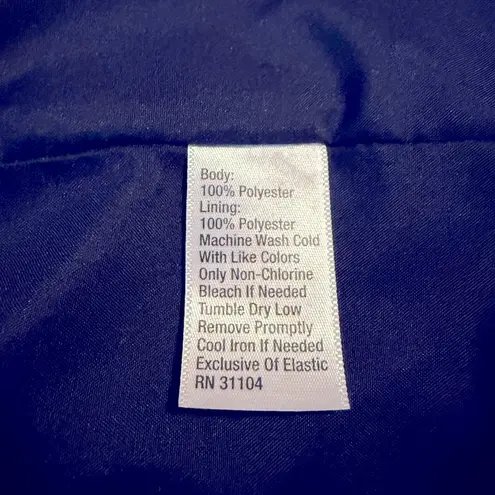 Body:
100% Polyester
Lining:
100% Polyester
Machine Wash Cold
With Like Colors
Only Non-Chlorine
Bleach If Needed
Tumble Dry Low
Remove Promptly
Cool Iron If Needed
Exclusive Of Elastic
RN 31104